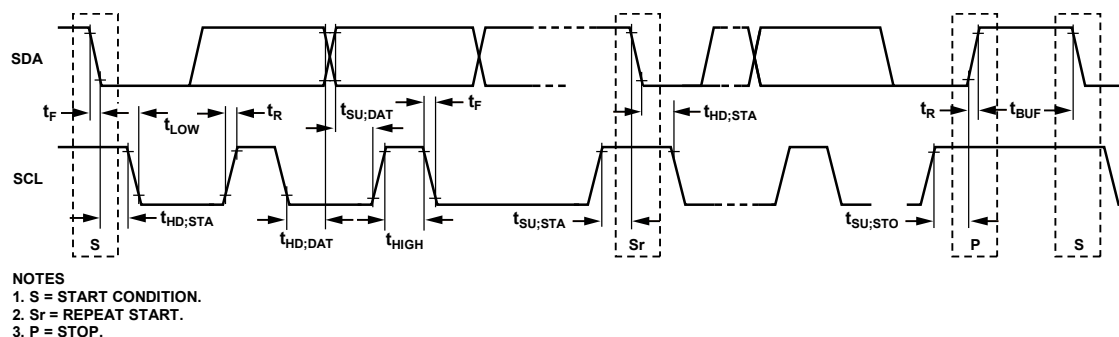 SDA
tF
tLOW
tR
tSU;DAT
tF
tHD;STA
tR
tBUF
SCL
tHD;STA
tHD;DAT
tHIGH
tSU;STA
tSU;STO
S
Sr
P
S
NOTES
1. S = START CONDITION.
2. Sr = REPEAT START.
3. P = STOP.